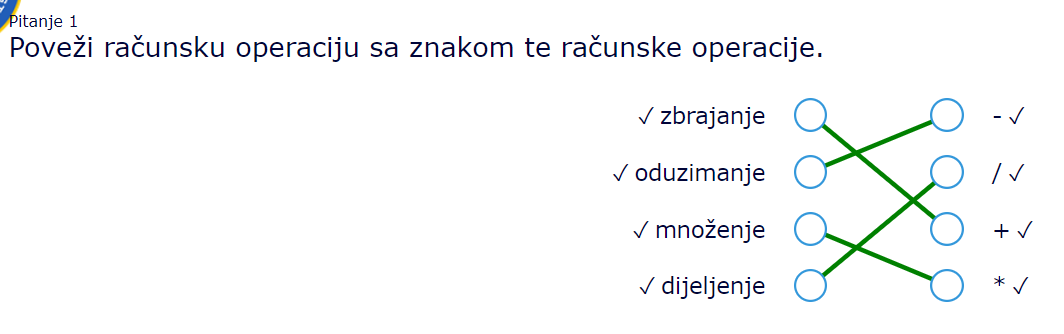 Pitanje 1
Poveži računsku operaciju sa znakom te računske operacije.
✓ zbrajanje - ✓
✓ oduzimanje / ✓
✓ množenje + ✓
✓ dijeljenje * ✓